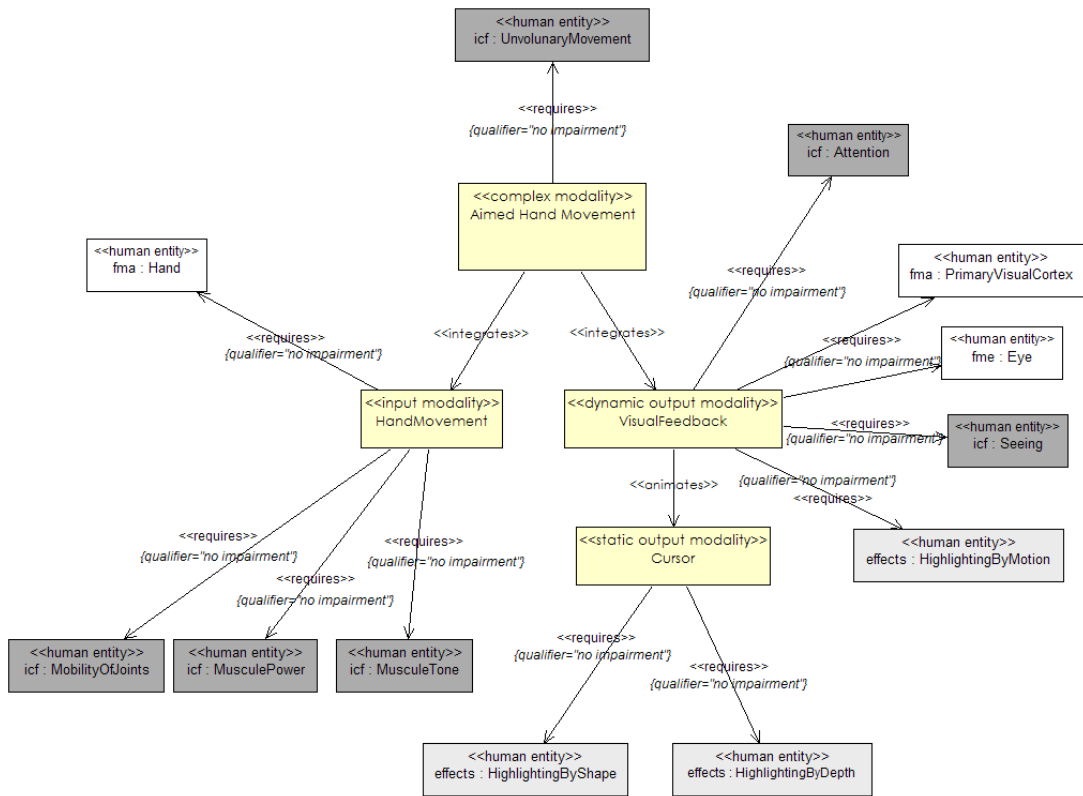 <<human entity>>
icf : UnvolunaryMovement
<<requires>>
{qualifier="no impairment"}
<<human entity>>
icf : Attention
<<complex modality>>
Aimed Hand Movement
<<human entity>>
fma : Hand
<<requires>>
{qualifier="no impairment"}
<<human entity>>
fma : PrimaryVisualCortex
<<integrates>>
<<integrates>>
<<requires>>
{qualifier="no impairment"}
<<requires>>
{qualifier="no impairment"}
<<human entity>>
fme : Eye
<<input modality>>
HandMovement
<<dynamic output modality>>
VisualFeedback
<<requires>>
{qualifier="no impairment"}
<<human entity>>
icf : Seeing
{qualifier="no impairment"}
<<requires>>
<<animates>>
<<requires>>
{qualifier="no impairment"}
<<requires>>
{qualifier="no impairment"}
<<requires>>
{qualifier="no impairment"}
<<static output modality>>
Cursor
<<human entity>>
effects : HighlightingByMotion
<<human entity>>
icf : MobilityOfJoints
<<human entity>>
icf : MusculePower
<<human entity>>
icf : MusculeTone
<<requires>>
{qualifier="no impairment"}
<<requires>>
{qualifier="no impairment"}
<<human entity>>
effects : HighlightingByShape
<<human entity>>
effects : HighlightingByDepth